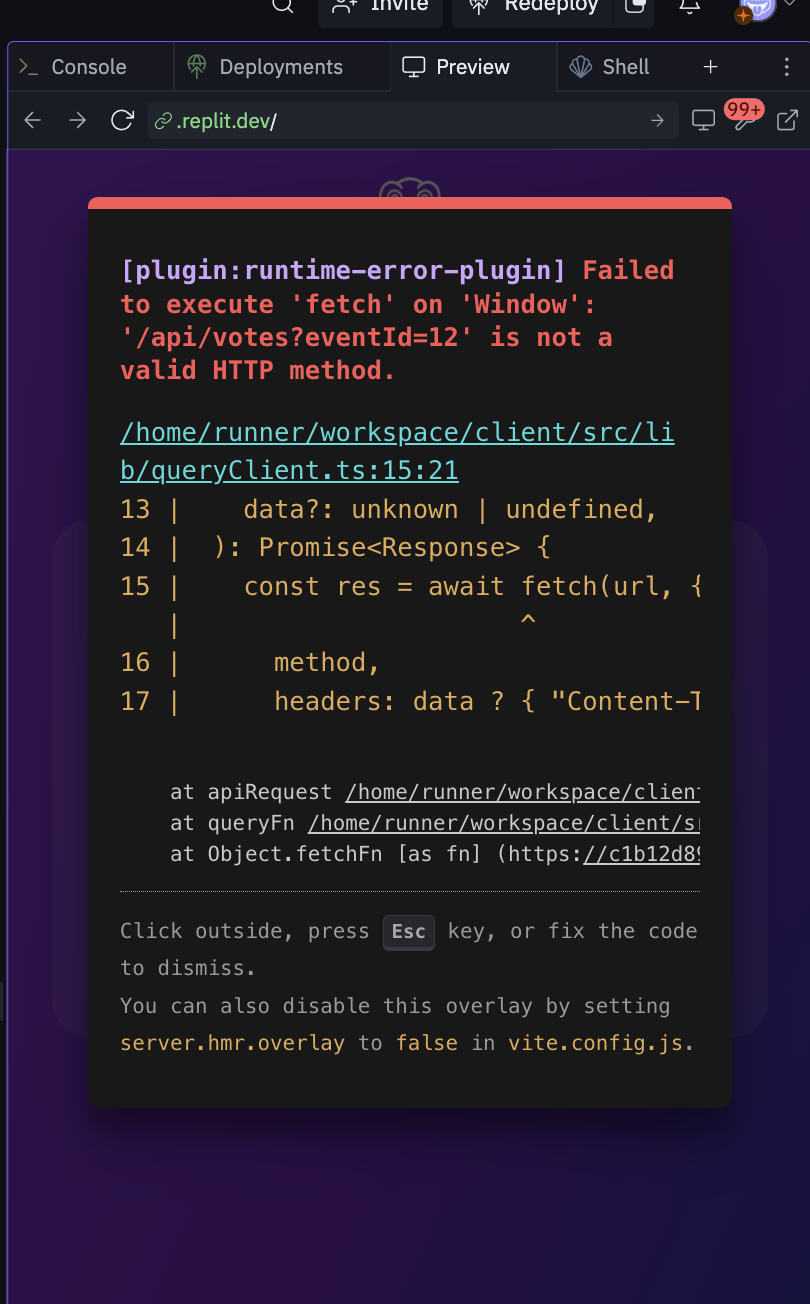 Invite
Redeploy
Console
Deployments
Preview
Shell
.replit.dev/
99+
[plugin:runtime-error-plugin] Failed
to execute 'fetch' on 'Window':
'/api/votes?eventId=12' is not a
valid HTTP method.
/home/runner/workspace/client/src/li
b/queryClient.ts:15:21
13 |    data?: unknown | undefined,
14 |  ): Promise<Response> {
15 |    const res = await fetch(url, {
   |                      ^
16 |      method,
17 |      headers: data ? { "Content-T
at apiRequest /home/runner/workspace/client
at queryFn /home/runner/workspace/client/sr
at Object.fetchFn [as fn] (https://c1b12d89
Click outside, press Esc key, or fix the code
to dismiss.
You can also disable this overlay by setting
server.hmr.overlay to false in vite.config.js.